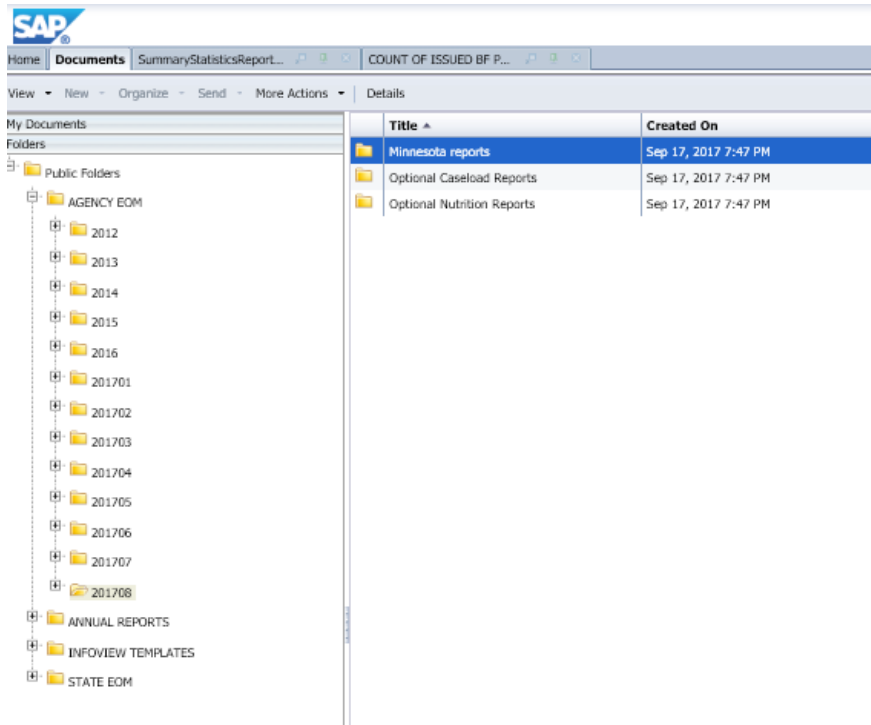 SAP®
Home Documents SummaryStatisticsReport... COUNT OF ISSUED BF P...
View New Organize Send More Actions Details
My Documents
Folders
Public Folders
AGENCY EOM
2012
2013
2014
2015
2016
201701
201702
201703
201704
201705
201706
201707
201708
ANNUAL REPORTS
INFOVIEW TEMPLATES
STATE EOM
Title Created On
Minnesota reports Sep 17, 2017 7:47 PM
Optional Caseload Reports Sep 17, 2017 7:47 PM
Optional Nutrition Reports Sep 17, 2017 7:47 PM